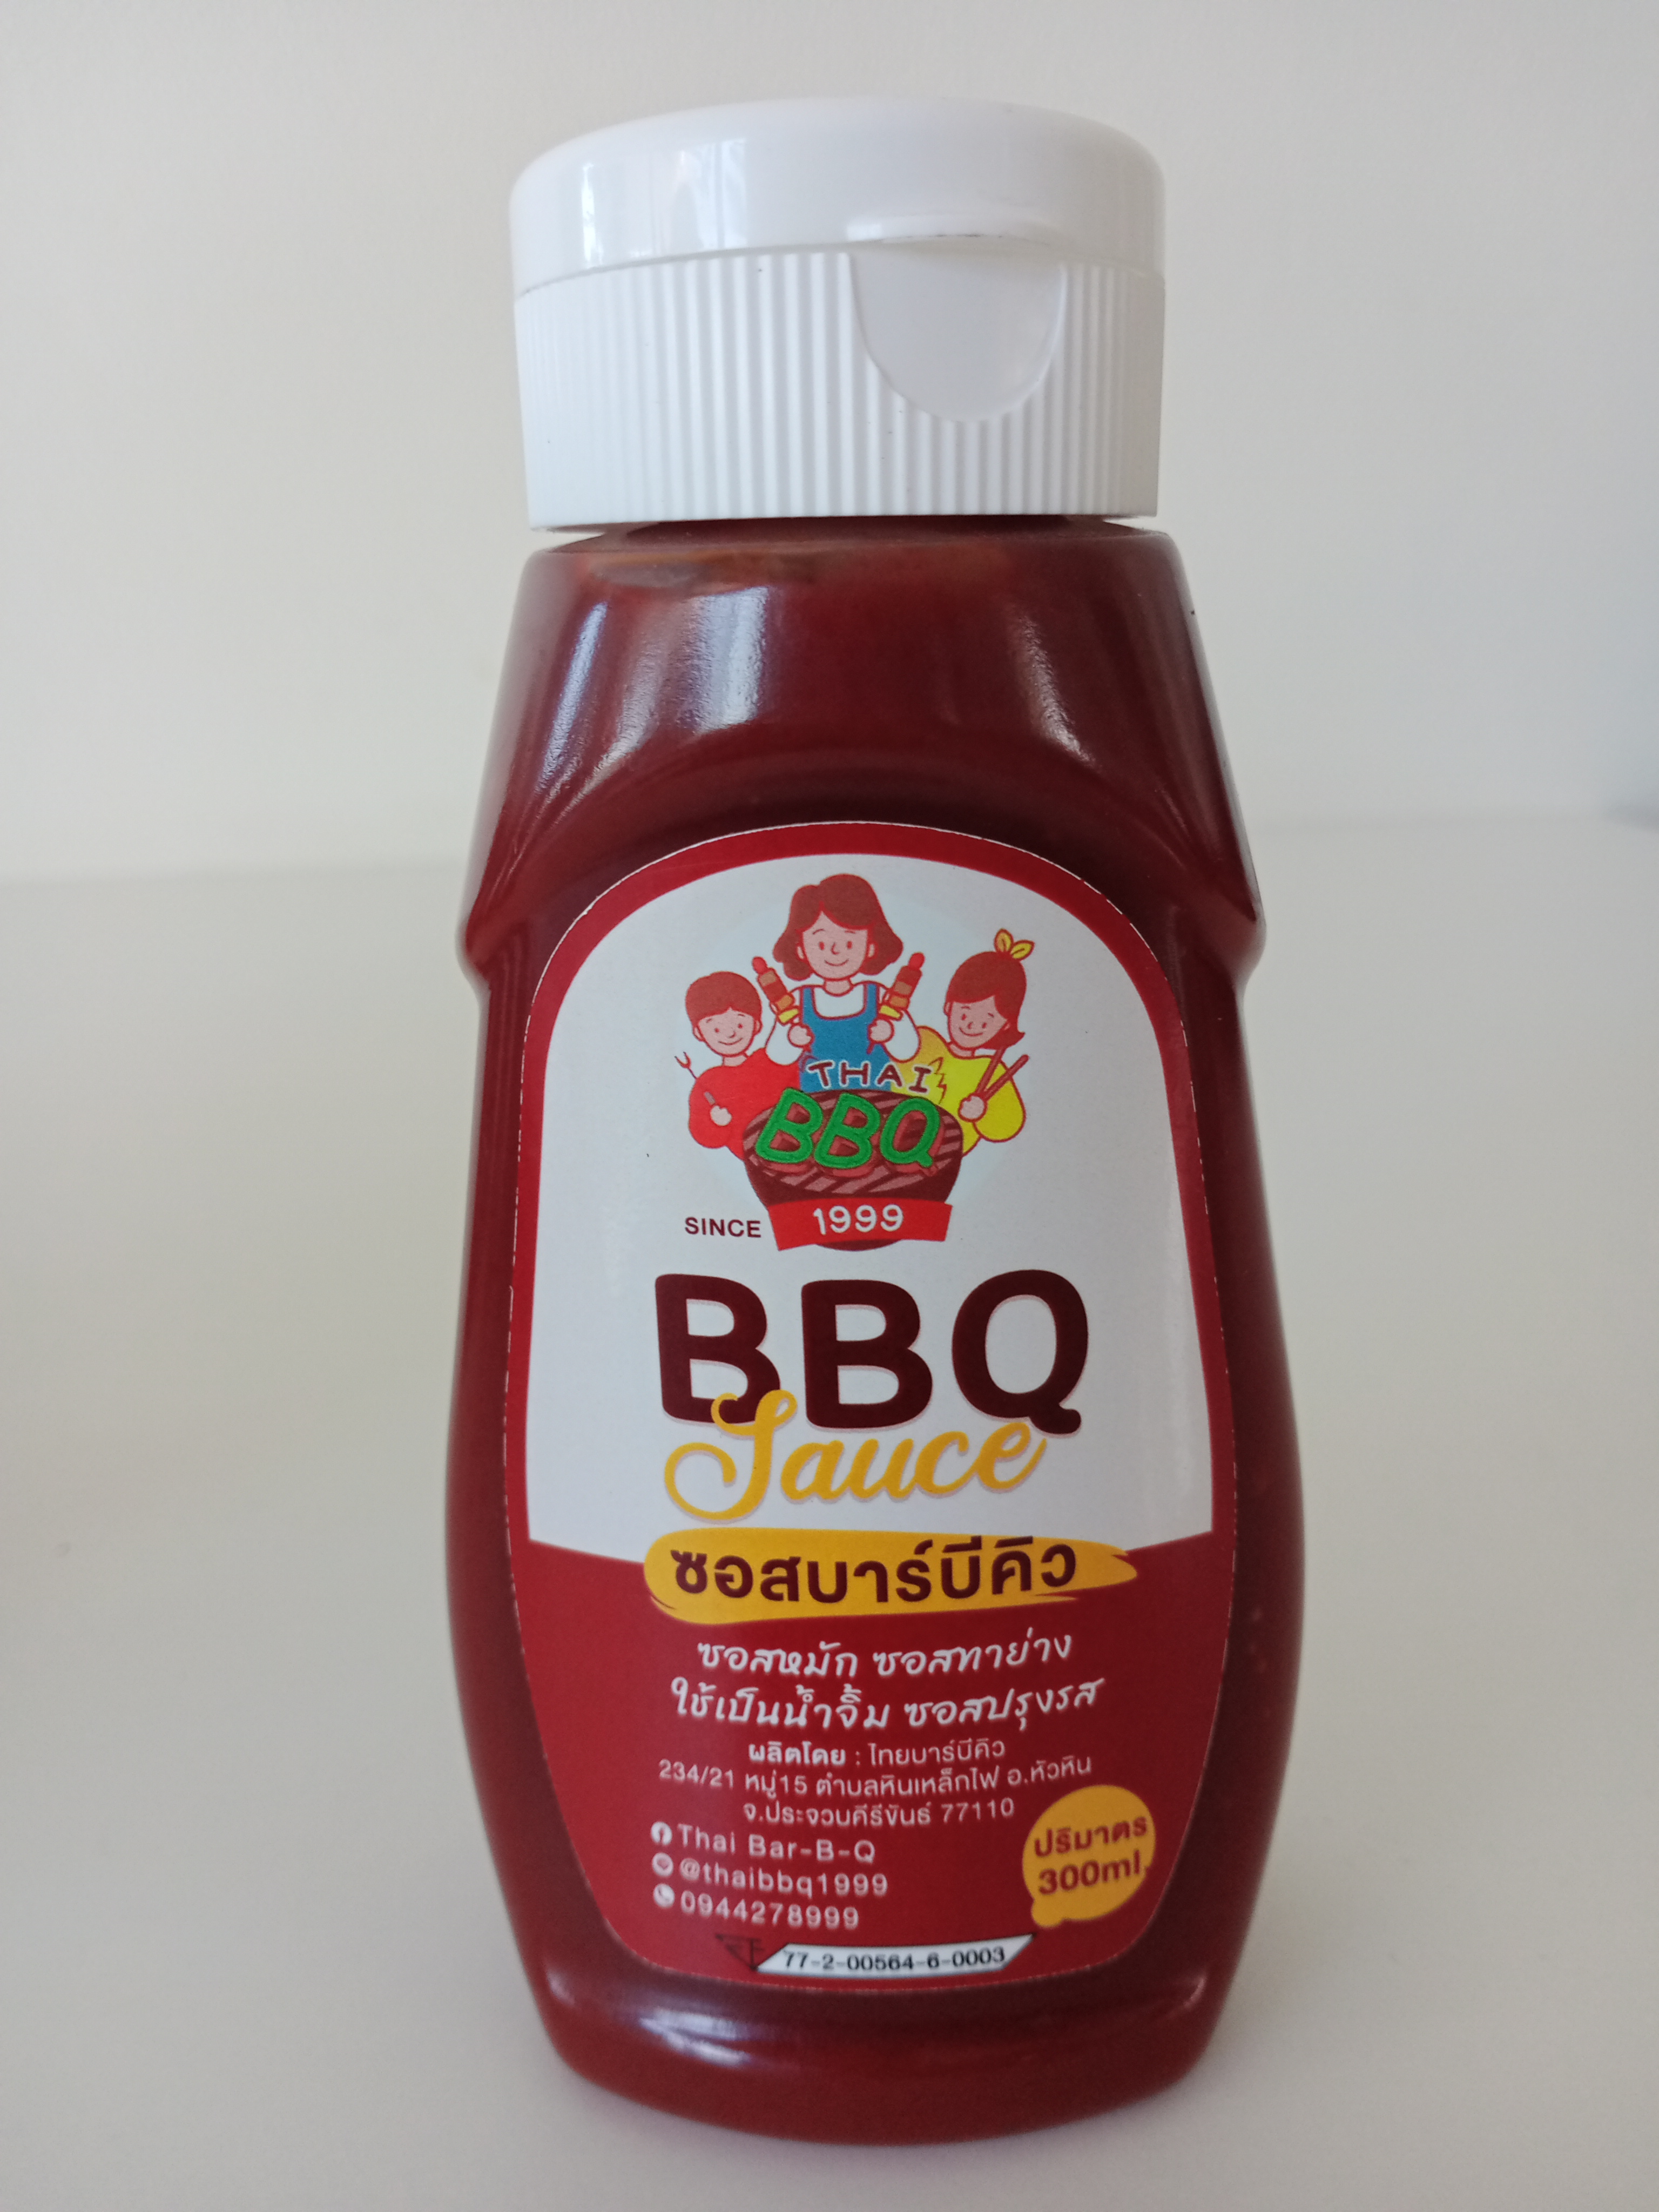 THAI
BBQ
SINCE 1999
BBQ
Sauce
ซอสบาร์บีคิว
ซอสหมัก ซอสทาย่าง
ใช้เป็นน้ำจิ้ม ซอสปรุงรส
ผลิตโดย : ไทยบาร์บีคิว
234/21 หมู่15 ตำบลหินเหล็กไฟ อ.หัวหิน
จ.ประจวบคีรีขันธ์ 77110
Thai Bar-B-Q
@thaibbq1999
0944278999
ปริมาตร
300ml.
77-2-00564-6-0003